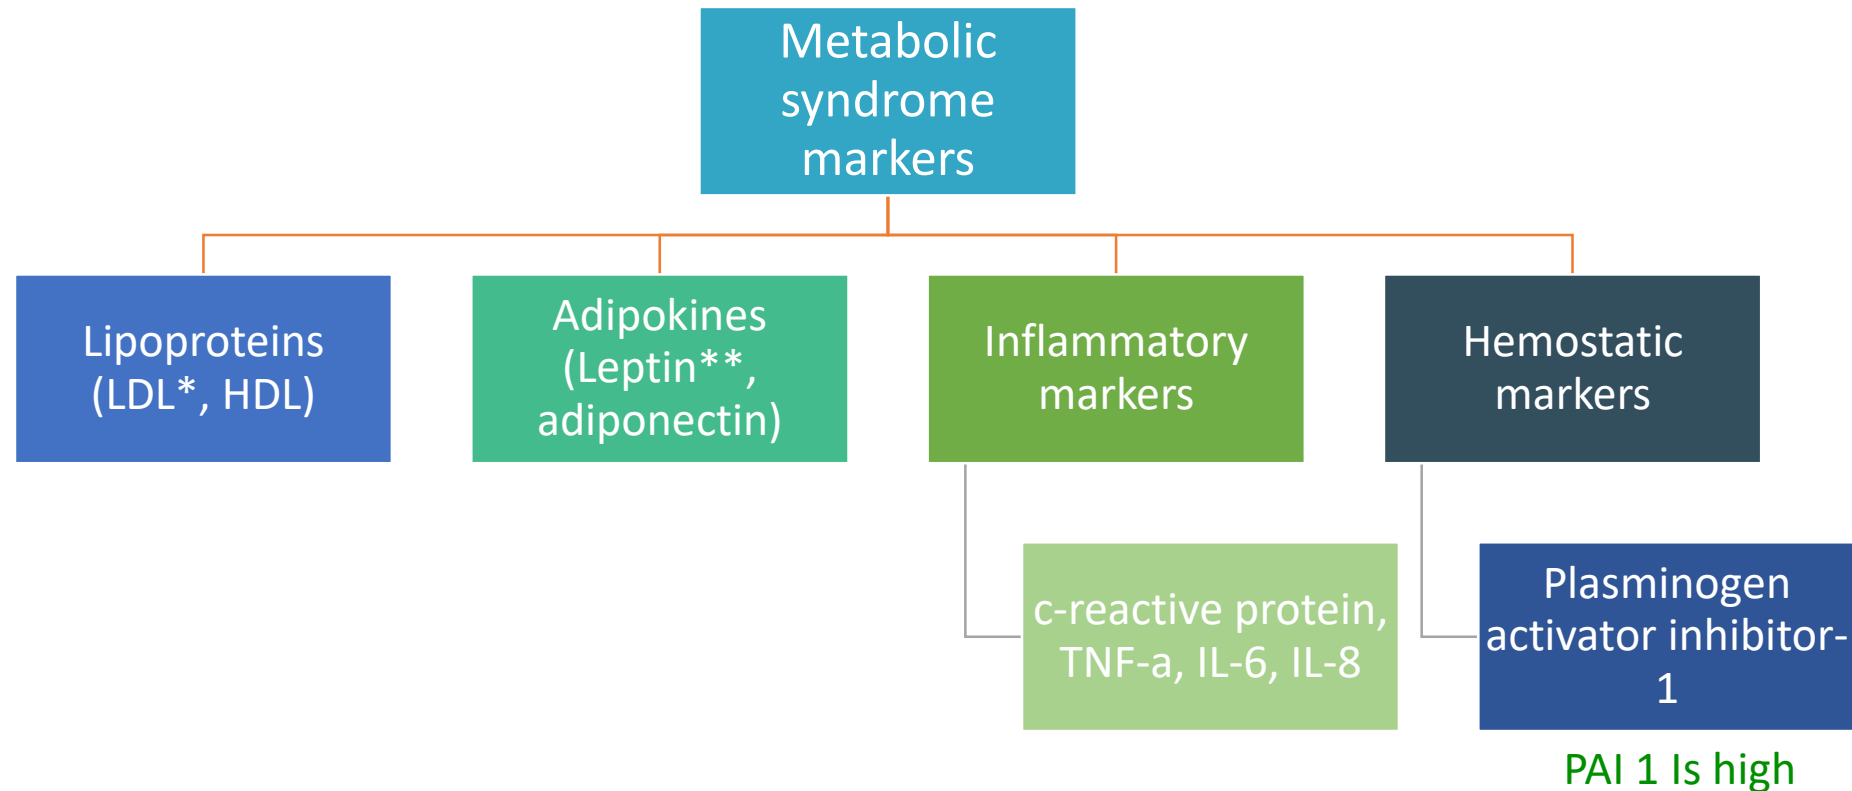 Metabolic
syndrome
markers
Lipoproteins
(LDL*, HDL)
Adipokines
(Leptin**,
adiponectin)
Inflammatory
markers
Hemostatic
markers
c-reactive protein,
TNF-a, IL-6, IL-8
Plasminogen
activator inhibitor-
1
PAI 1 Is high